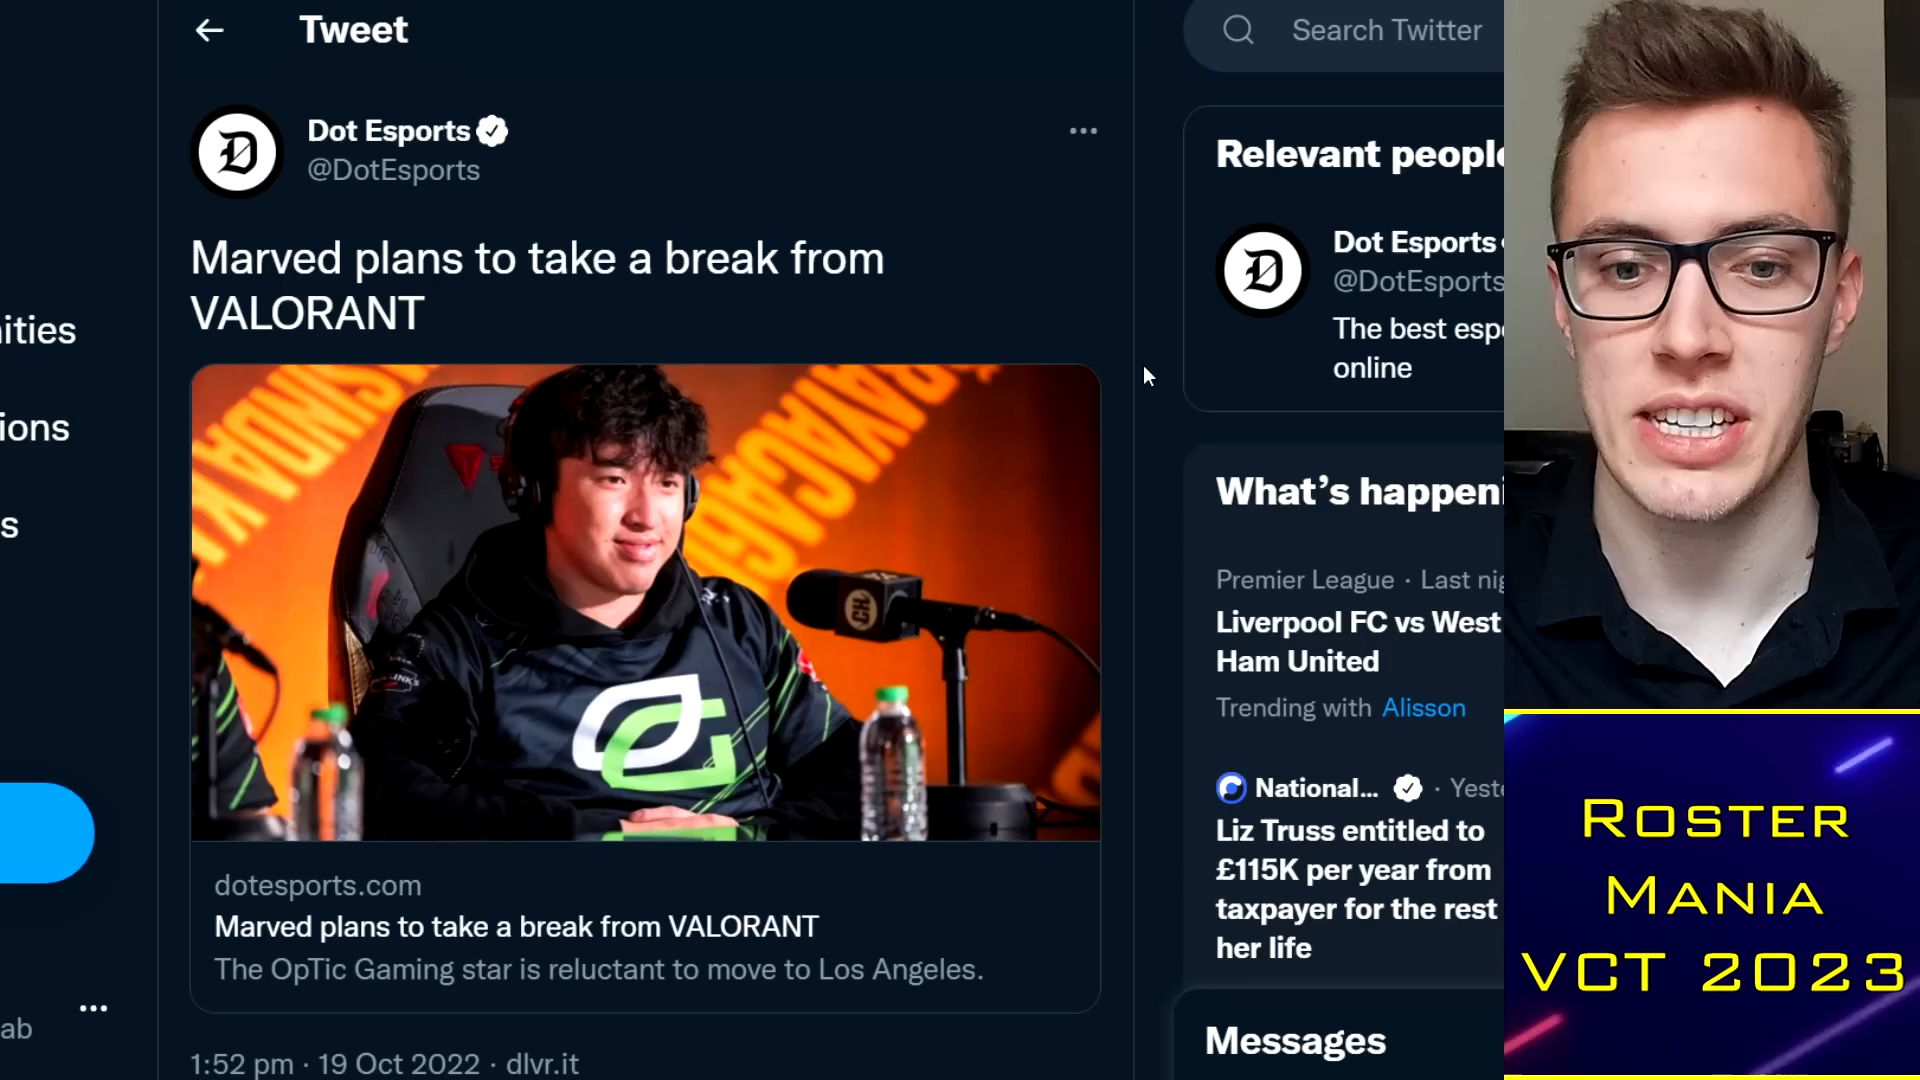 Tweet
Search Twitter
Dot Esports
@DotEsports
Marved plans to take a break from
VALORANT
dotesports.com
Marved plans to take a break from VALORANT
The OpTic Gaming star is reluctant to move to Los Angeles.
1:52 pm · 19 Oct 2022 · dlvr.it
ities
ions
s
ab
Relevant people
Dot Esports
@DotEsports
The best espo
online
What's happeni
Premier League · Last nig
Liverpool FC vs West
Ham United
Trending with Alisson
National... · Yeste
Liz Truss entitled to
£115K per year from
taxpayer for the rest
her life
Messages
ROSTER
MANIA
VCT 2023